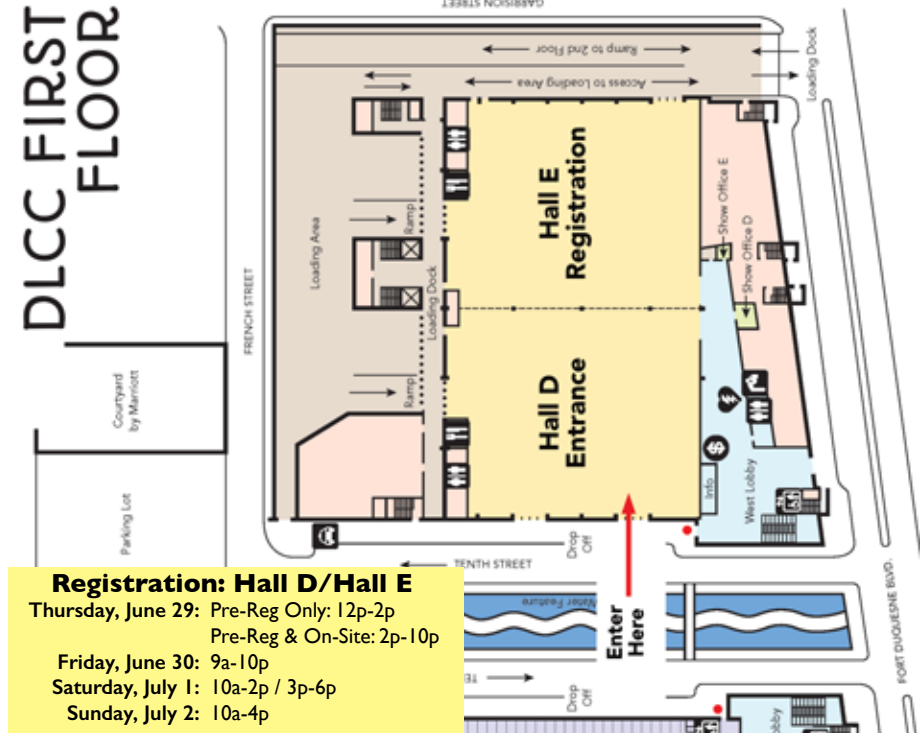 GARRISION STREET
DLCC FIRST
FLOOR
Ramp to 2nd Floor
Access to Loading Area
Loading Dock
Loading Area
Ramp
Loading Dock
Ramp
FRENCH STREET
Hall E
Registration
Show Office E
Show Office D
Courtyard
by Marriott
Parking Lot
Hall D
Entrance
Info
West Lobby
$
Drop
Off
TENTH STREET
Water Feature
Enter
Here
FORT DUQUESNE BLVD.
Drop
Off
Registration: Hall D/Hall E
Thursday, June 29: Pre-Reg Only: 12p-2p
Pre-Reg & On-Site: 2p-10p
Friday, June 30: 9a-10p
Saturday, July 1: 10a-2p / 3p-6p
Sunday, July 2: 10a-4p